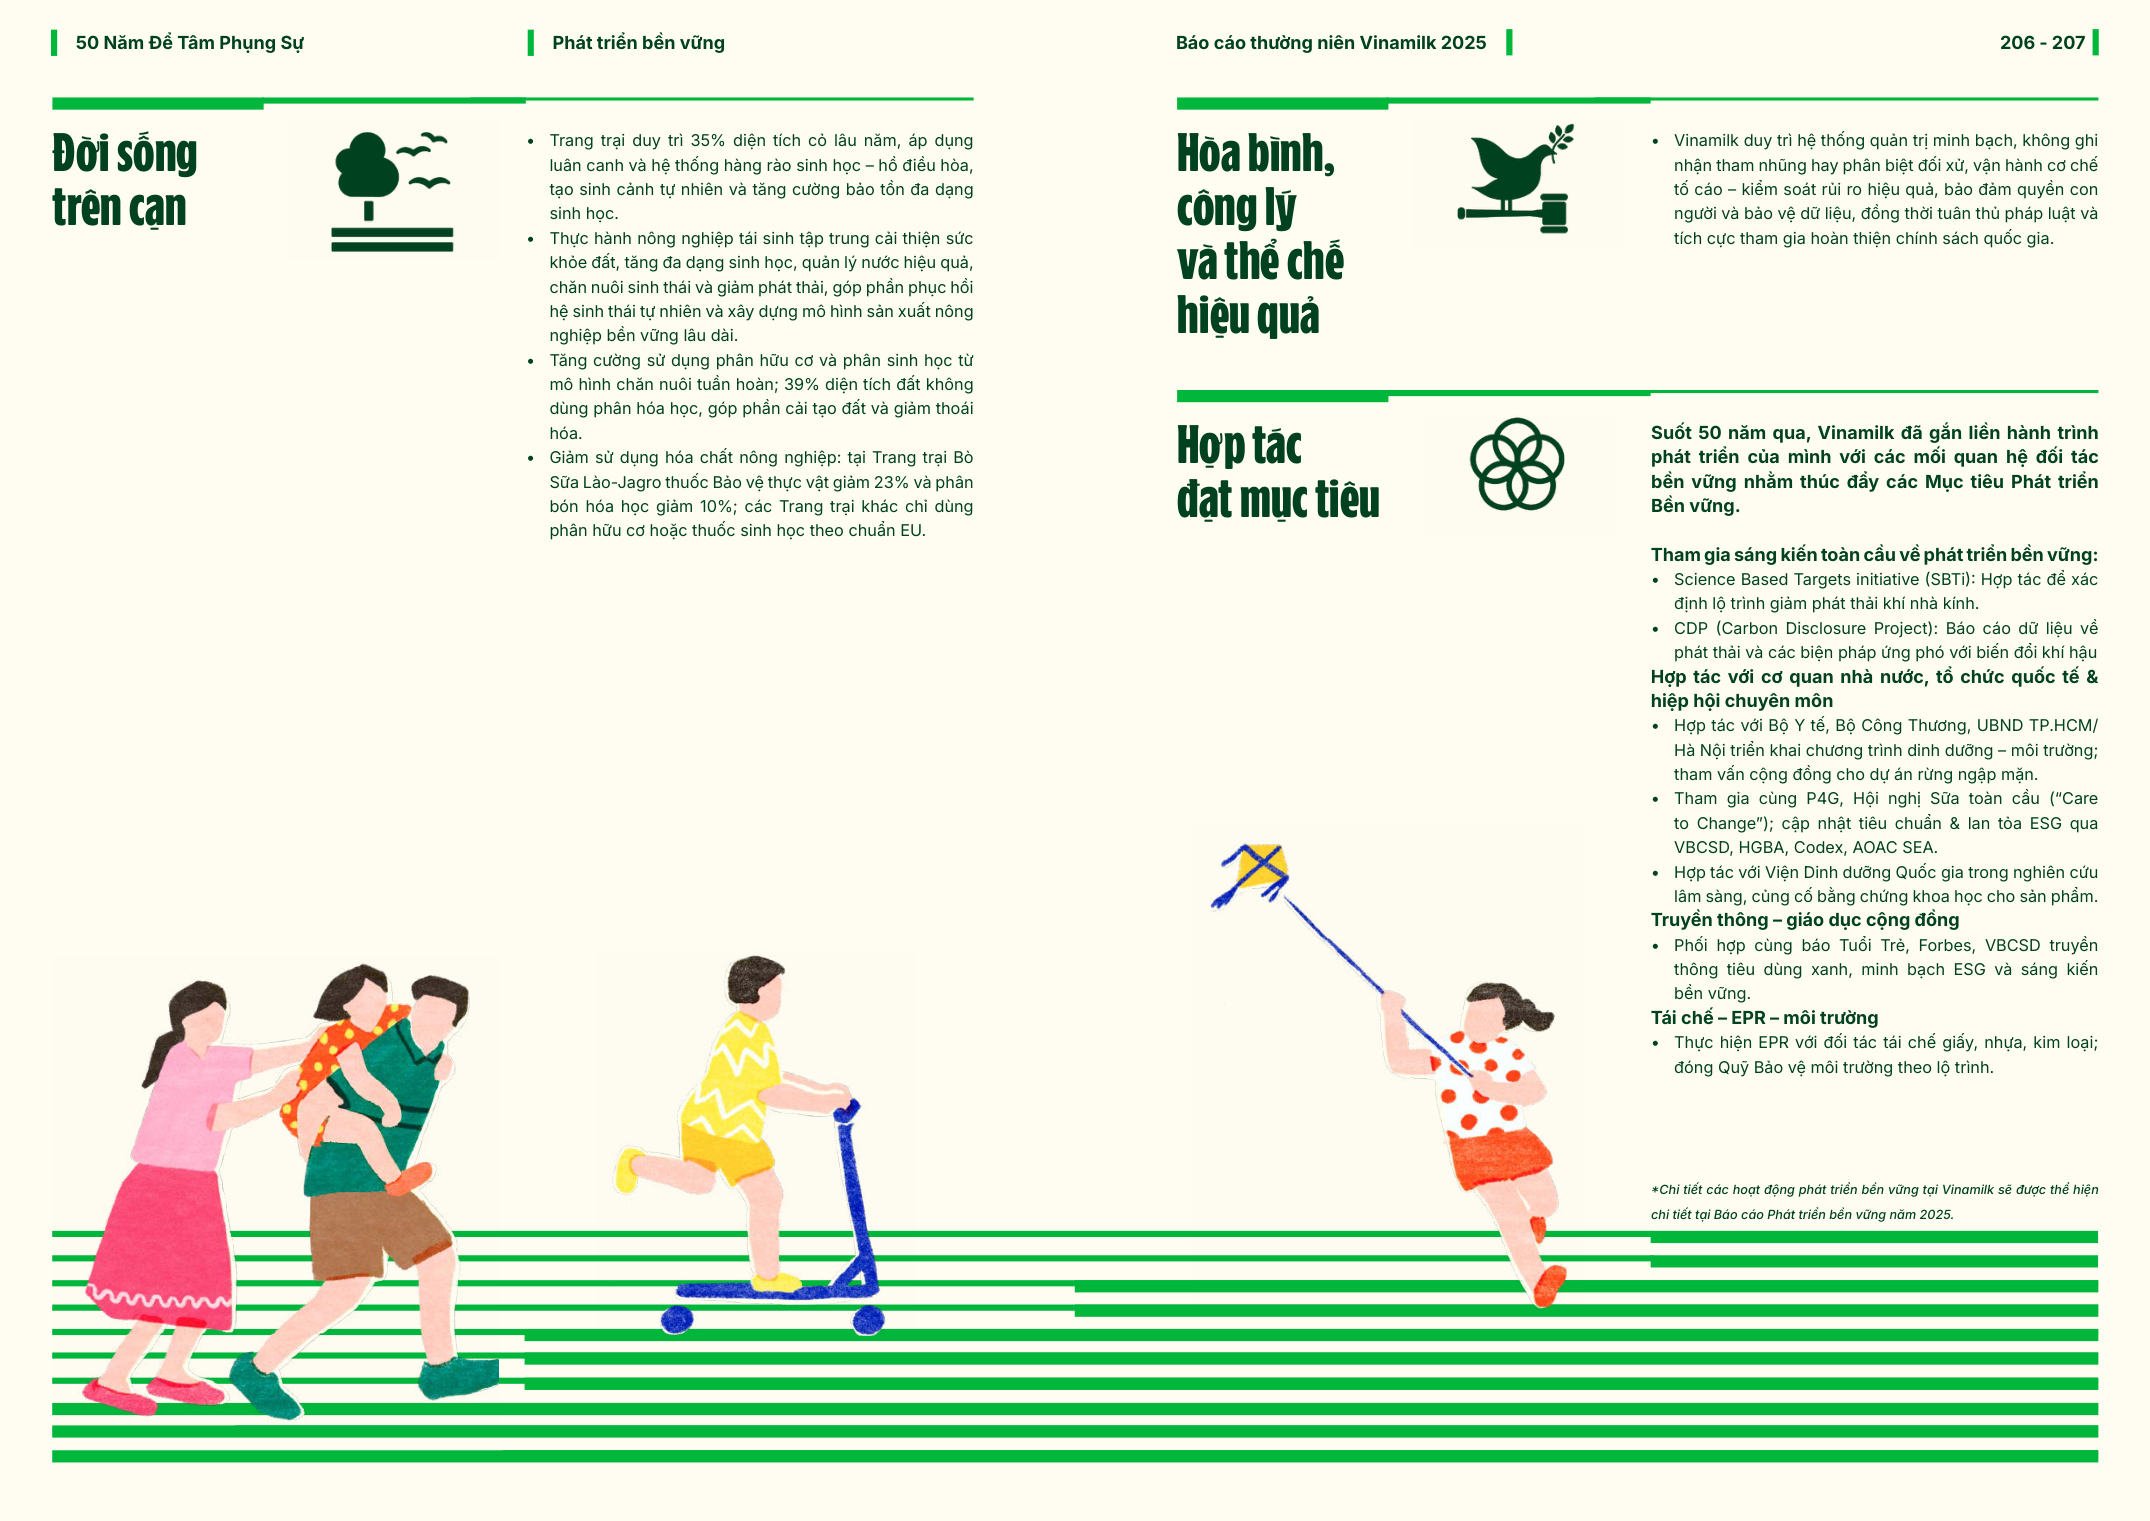 50 Năm Để Tâm Phụng Sự
Phát triển bền vững
Báo cáo thường niên Vinamilk 2025
206 - 207
Đời sống
trên cạn
• Trang trại duy trì 35% diện tích cỏ lâu năm, áp dụng
luân canh và hệ thống hàng rào sinh học – hồ điều hòa,
tạo sinh cảnh tự nhiên và tăng cường bảo tồn đa dạng
sinh học.
• Thực hành nông nghiệp tái sinh tập trung cải thiện sức
khỏe đất, tăng đa dạng sinh học, quản lý nước hiệu quả,
chăn nuôi sinh thái và giảm phát thải, góp phần phục hồi
hệ sinh thái tự nhiên và xây dựng mô hình sản xuất nông
nghiệp bền vững lâu dài.
• Tăng cường sử dụng phân hữu cơ và phân sinh học từ
mô hình chăn nuôi tuần hoàn; 39% diện tích đất không
dùng phân hóa học, góp phần cải tạo đất và giảm thoái
hóa.
• Giảm sử dụng hóa chất nông nghiệp: tại Trang trại Bò
Sữa Lào-Jagro thuốc Bảo vệ thực vật giảm 23% và phân
bón hóa học giảm 10%; các Trang trại khác chỉ dùng
phân hữu cơ hoặc thuốc sinh học theo chuẩn EU.
Hòa bình,
công lý
và thể chế
hiệu quả
• Vinamilk duy trì hệ thống quản trị minh bạch, không ghi
nhận tham nhũng hay phân biệt đối xử, vận hành cơ chế
tố cáo – kiểm soát rủi ro hiệu quả, bảo đảm quyền con
người và bảo vệ dữ liệu, đồng thời tuân thủ pháp luật và
tích cực tham gia hoàn thiện chính sách quốc gia.
Hợp tác
đạt mục tiêu
Suốt 50 năm qua, Vinamilk đã gắn liền hành trình
phát triển của mình với các mối quan hệ đối tác
bền vững nhằm thúc đẩy các Mục tiêu Phát triển
Bền vững.
Tham gia sáng kiến toàn cầu về phát triển bền vững:
• Science Based Targets initiative (SBTi): Hợp tác để xác
định lộ trình giảm phát thải khí nhà kính.
• CDP (Carbon Disclosure Project): Báo cáo dữ liệu về
phát thải và các biện pháp ứng phó với biến đổi khí hậu
Hợp tác với cơ quan nhà nước, tổ chức quốc tế &
hiệp hội chuyên môn
• Hợp tác với Bộ Y tế, Bộ Công Thương, UBND TP.HCM/
Hà Nội triển khai chương trình dinh dưỡng – môi trường;
tham vấn cộng đồng cho dự án rừng ngập mặn.
• Tham gia cùng P4G, Hội nghị Sữa toàn cầu (“Care
to Change”); cập nhật tiêu chuẩn & lan tỏa ESG qua
VBCSD, HGBA, Codex, AOAC SEA.
• Hợp tác với Viện Dinh dưỡng Quốc gia trong nghiên cứu
lâm sàng, củng cố bằng chứng khoa học cho sản phẩm.
Truyền thông – giáo dục cộng đồng
• Phối hợp cùng báo Tuổi Trẻ, Forbes, VBCSD truyền
thông tiêu dùng xanh, minh bạch ESG và sáng kiến
bền vững.
Tái chế – EPR – môi trường
• Thực hiện EPR với đối tác tái chế giấy, nhựa, kim loại;
đóng Quỹ Bảo vệ môi trường theo lộ trình.
*Chi tiết các hoạt động phát triển bền vững tại Vinamilk sẽ được thể hiện
chi tiết tại Báo cáo Phát triển bền vững năm 2025.